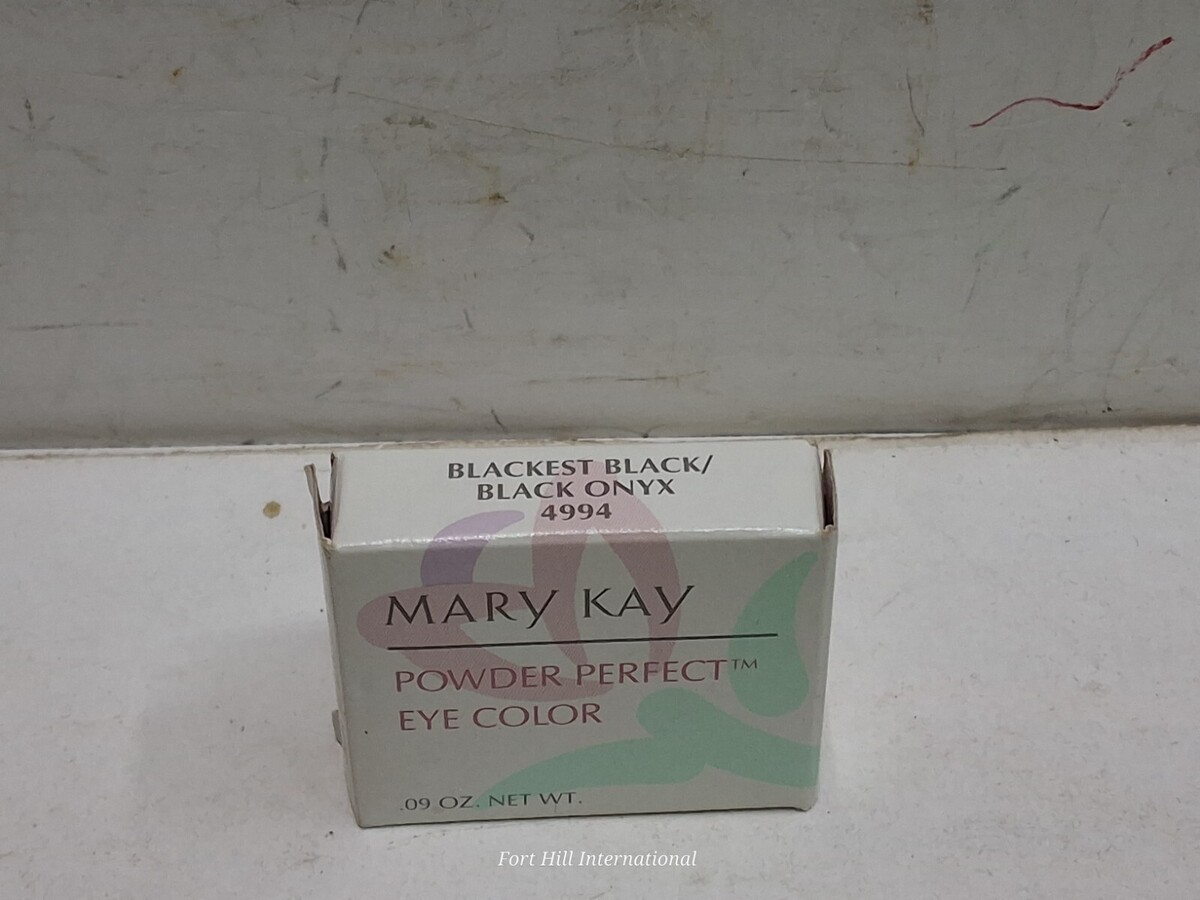 BLACKEST BLACK/
BLACK ONYX
4994
MARY KAY
POWDER PERFECT™
EYE COLOR
.09 OZ. NET WT.
Fort Hill International